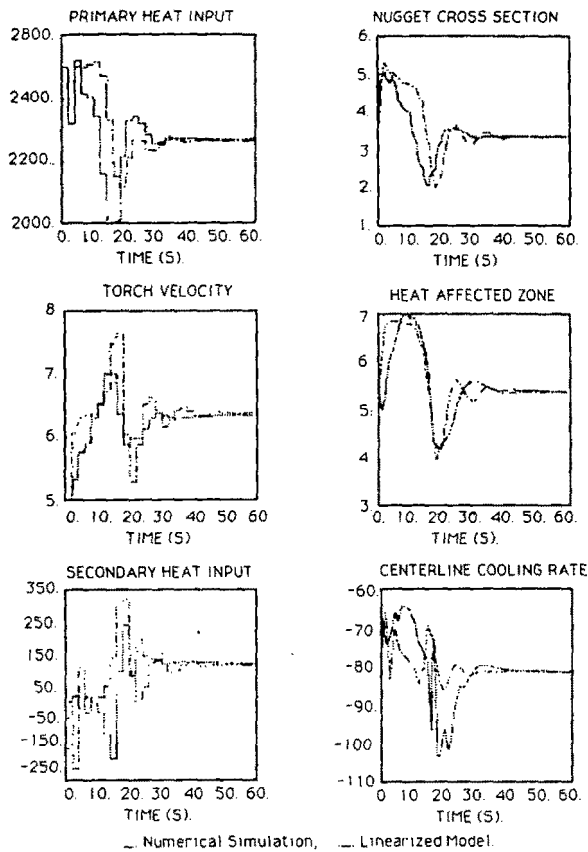 PRIMARY HEAT INPUT
2800.
2400.
2200.
2000.
0. 10. 20. 30. 40. 50. 60.
TIME (S)
NUGGET CROSS SECTION
6.
5.
4.
3.
2.
1.
0. 10. 20. 30. 40. 50. 60.
TIME (S)
TORCH VELOCITY
8
7.
6.
5.
0. 10. 20. 30. 40. 50. 60.
TIME (S)
HEAT AFFECTED ZONE
7
6.
5.
4.
3.
0. 10. 20. 30. 40. 50. 60.
TIME (S)
SECONDARY HEAT INPUT
350.
250.
150.
50.
-50.
-150.
-250.
0. 10. 20. 30. 40. 50. 60.
TIME (S)
CENTERLINE COOLING RATE
-60.
-70.
-80.
-90.
-100.
-110
0. 10. 20. 30. 40. 50. 60.
TIME (S)
Numerical Simulation, Linearized Model.